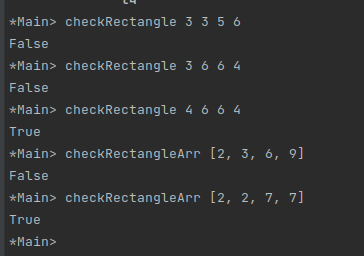 *Main> checkRectangle 3 3 5 6
False
*Main> checkRectangle 3 6 6 4
False
*Main> checkRectangle 4 6 6 4
True
*Main> checkRectangleArr [2, 3, 6, 9]
False
*Main> checkRectangleArr [2, 2, 7, 7]
True
*Main>